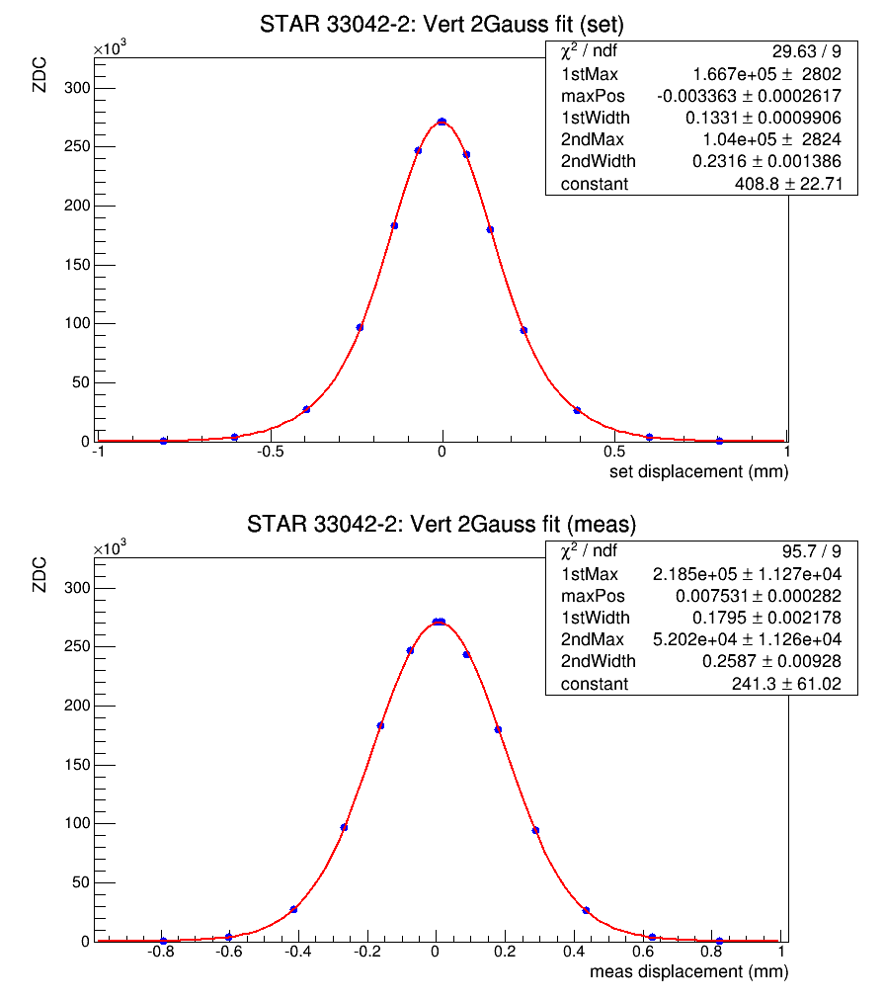 STAR 33042-2: Vert 2Gauss fit (set)
×10³
ZDC
χ² / ndf 29.63 / 9
1stMax 1.667e+05 ± 2802
maxPos -0.003363 ± 0.0002617
1stWidth 0.1331 ± 0.0009906
2ndMax 1.04e+05 ± 2824
2ndWidth 0.2316 ± 0.001386
constant 408.8 ± 22.71
300
250
200
150
100
50
0
-1 -0.5 0 0.5 1
set displacement (mm)
STAR 33042-2: Vert 2Gauss fit (meas)
×10³
ZDC
χ² / ndf 95.7 / 9
1stMax 2.185e+05 ± 1.127e+04
maxPos 0.007531 ± 0.000282
1stWidth 0.1795 ± 0.002178
2ndMax 5.202e+04 ± 1.126e+04
2ndWidth 0.2587 ± 0.00928
constant 241.3 ± 61.02
300
250
200
150
100
50
0
-0.8 -0.6 -0.4 -0.2 0 0.2 0.4 0.6 0.8 1
meas displacement (mm)